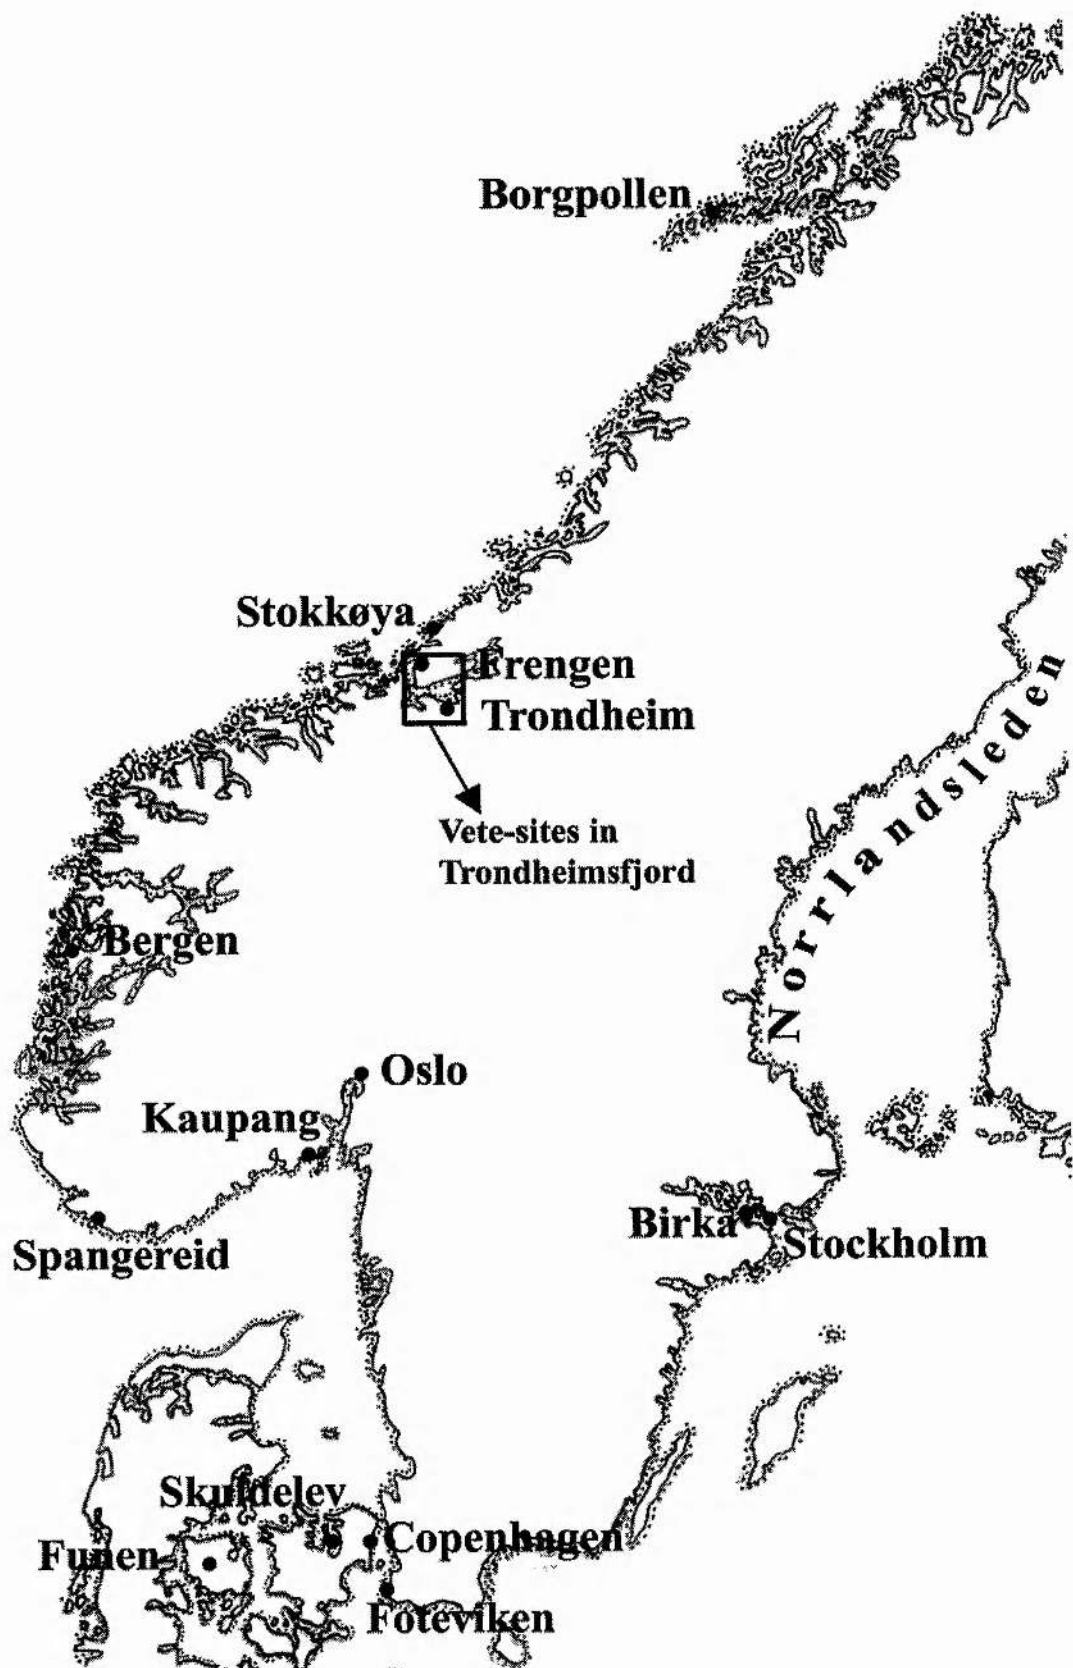 Borgpollen
Stokkøya
Frengen
Trondheim
Vete-sites in
Trondheimsfjord
Norrlandsleden
Bergen
Oslo
Kaupang
Birka
Stockholm
Spangereid
Skuldelev
Copenhagen
Funen
Foteviken